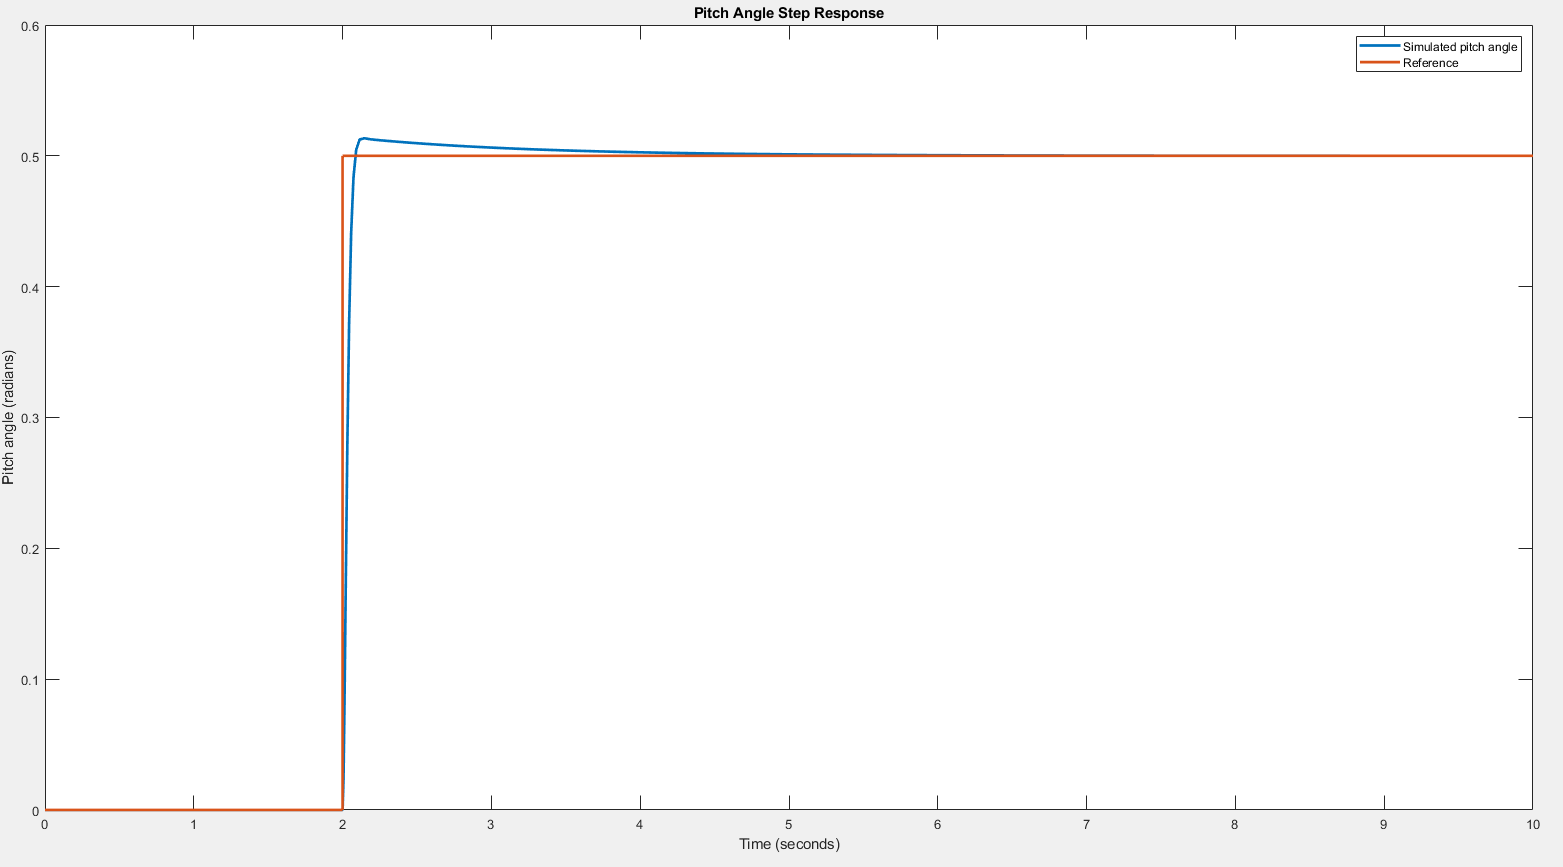 Pitch Angle Step Response
Simulated pitch angle
Reference
0.6
0.5
0.4
0.3
0.2
0.1
0
Pitch angle (radians)
0 1 2 3 4 5 6 7 8 9 10
Time (seconds)